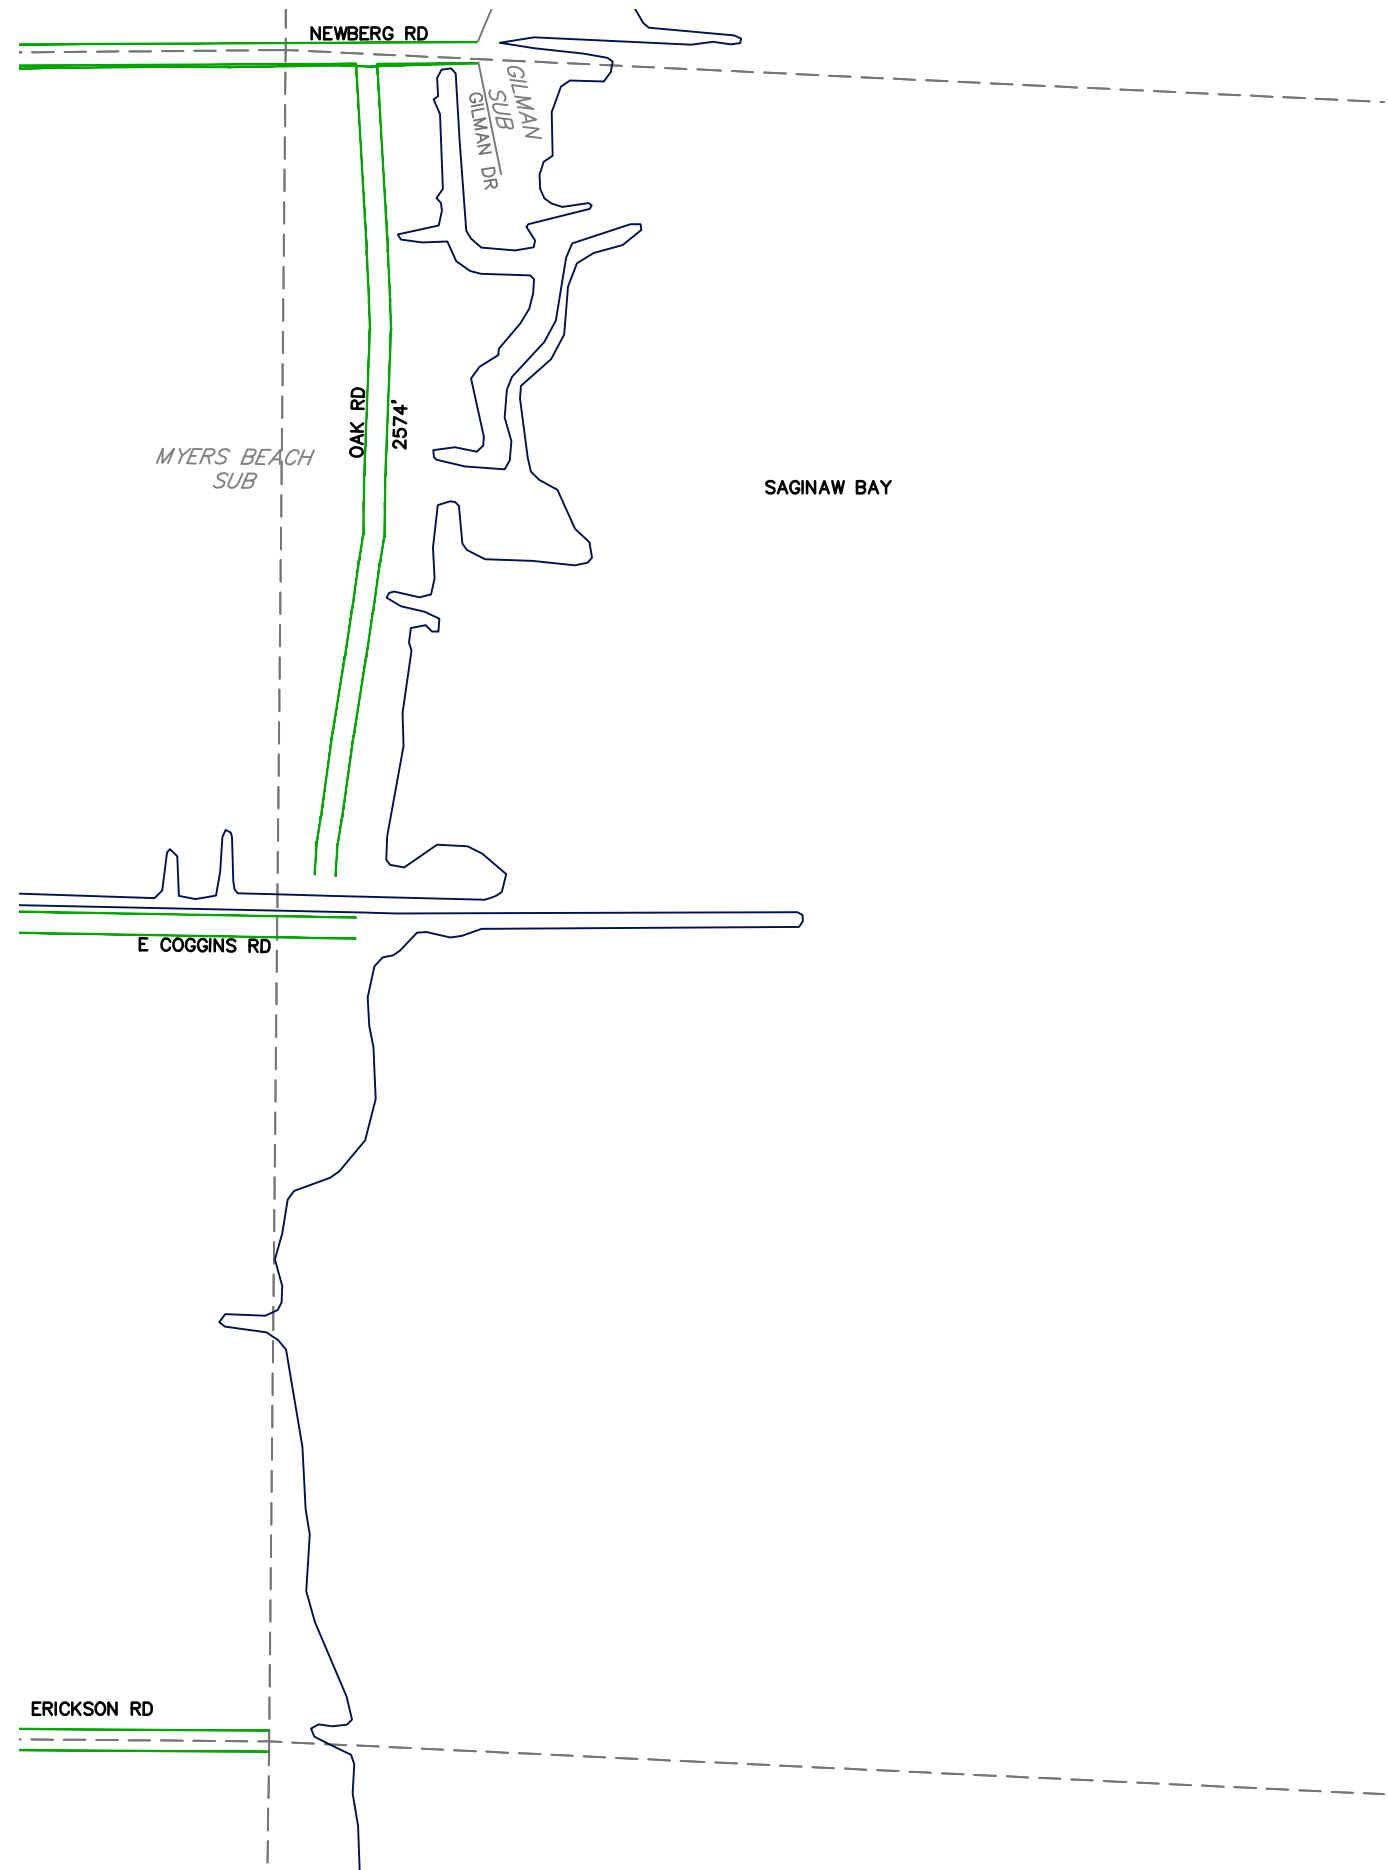 NEWBERG RD
GILMAN
SUB
GILMAN DR
OAK RD
2574'
MYERS BEACH
SUB
SAGINAW BAY
E COGGINS RD
ERICKSON RD